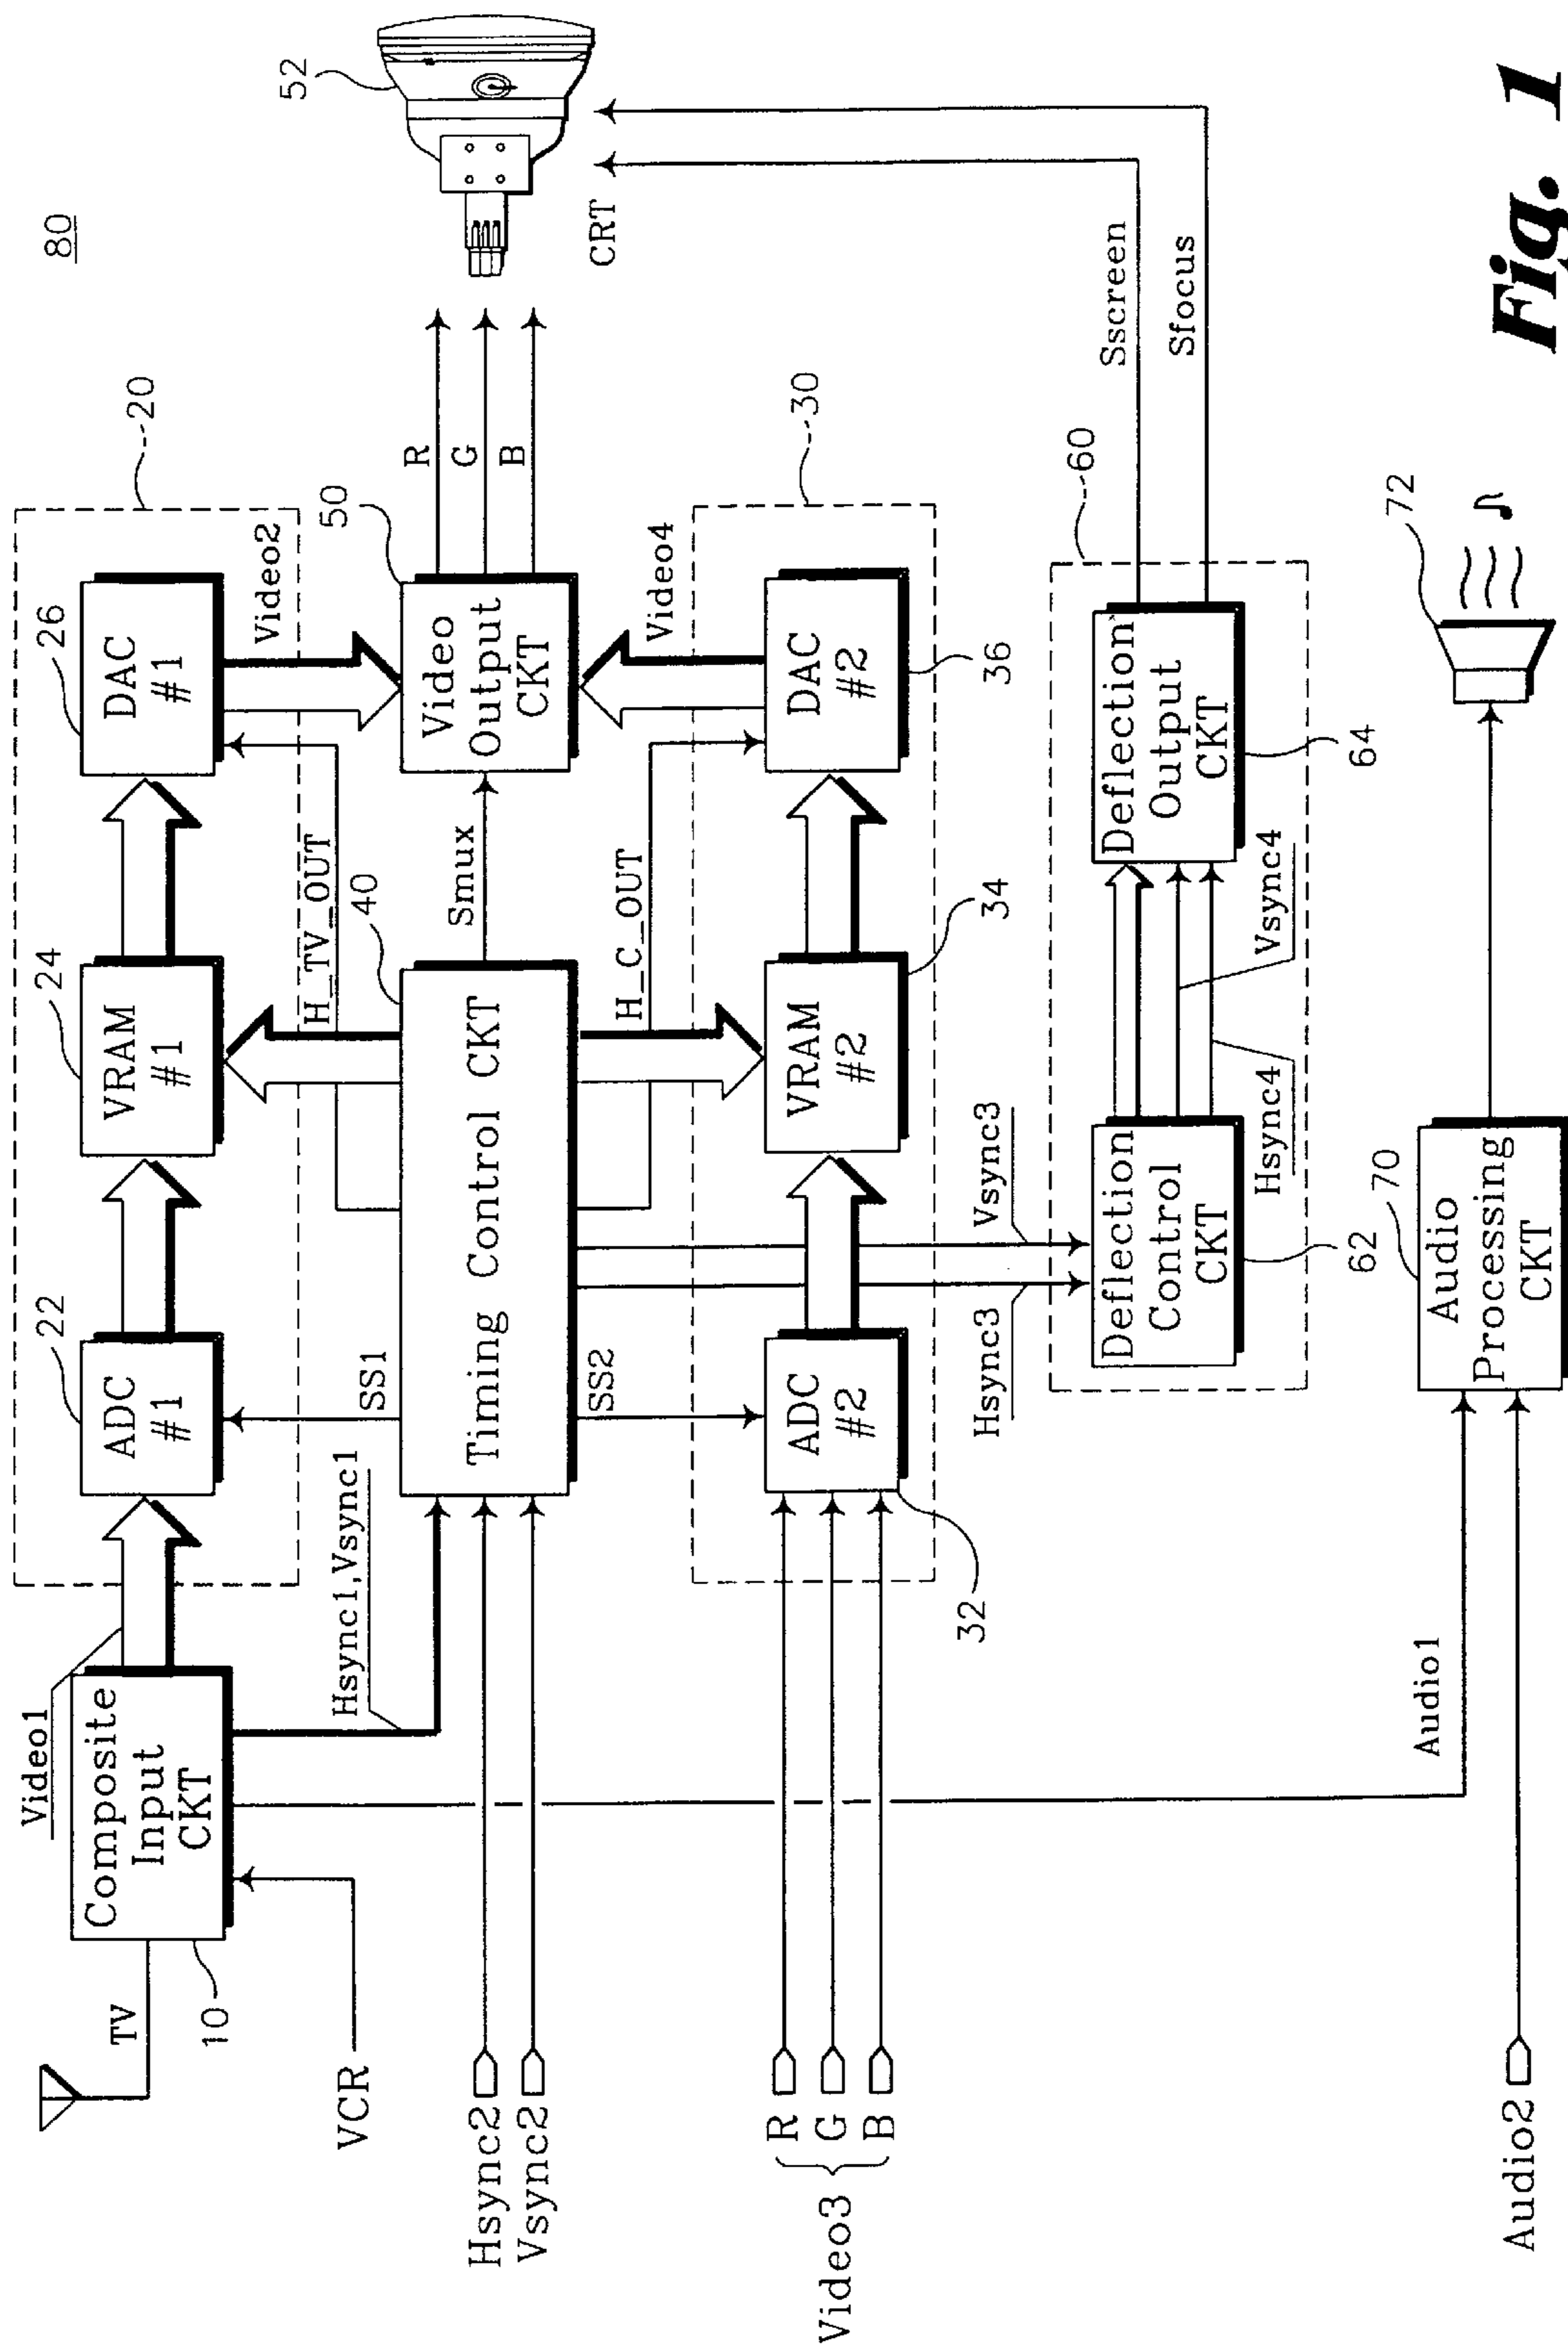 80
Video1
TV
VCR
10
Composite
Input
CKT
22
ADC
#1
24
VRAM
#1
26
DAC
#1
20
Video2
Hsync1,Vsync1
SS1
H_TV_OUT
40
50
R
G
B
52
CRT
Hsync2
Vsync2
Timing Control CKT
Smux
Video
Output
CKT
SS2
H_C_OUT
Video4
30
Video3
R
G
B
32
ADC
#2
VRAM
#2
34
DAC
#2
36
Hsync3
Vsync3
60
Deflection
Control
CKT
62
Hsync4
Vsync4
Deflection
Output
CKT
64
Sscreen
Sfocus
Audio1
Audio2
70
Audio
Processing
CKT
72
Fig. 1